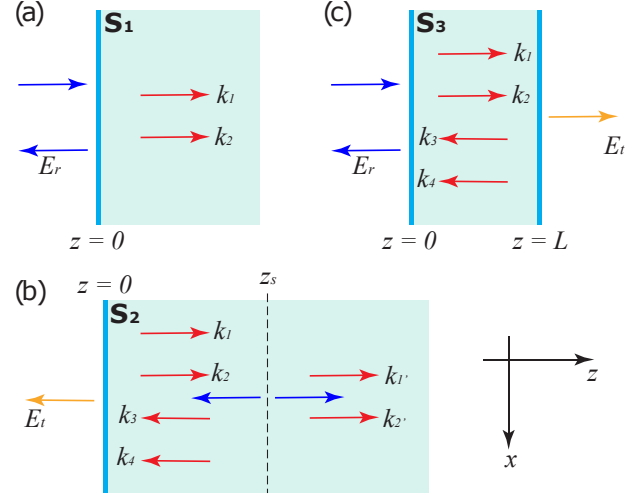 (a)
S1
k1
k2
Er
z = 0
(c)
S3
k1
k2
k3
k4
Er
Et
z = 0
z = L
(b)
z = 0
zs
S2
k1
k2
k3
k4
k1'
k2'
Et
z
x